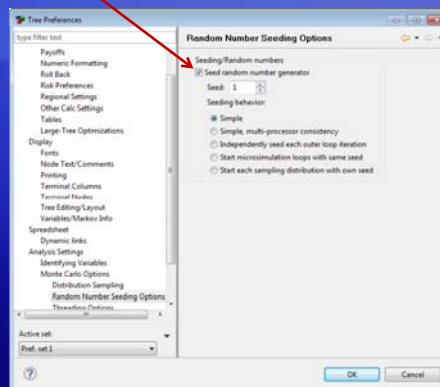 Tree Preferences
type filter text
Payoffs
Numeric Formatting
Roll Back
Risk Preferences
Regional Settings
Other Calc Settings
Tables
Large-Tree Optimizations
Display
Fonts
Node Text/Comments
Printing
Terminal Columns
Terminal Nodes
Tree Editing/Layout
Variables/Markov Info
Spreadsheet
Dynamic links
Analysis Settings
Identifying Variables
Monte Carlo Options
Distribution Sampling
Random Number Seeding Options
Threading Options
Active set:
Pref. set 1
Random Number Seeding Options
Seeding/Random numbers
Seed random number generator
Seed: 1
Seeding behavior:
Simple
Simple, multi-processor consistency
Independently seed each outer loop iteration
Start microsimulation loops with same seed
Start each sampling distribution with own seed
OK
Cancel